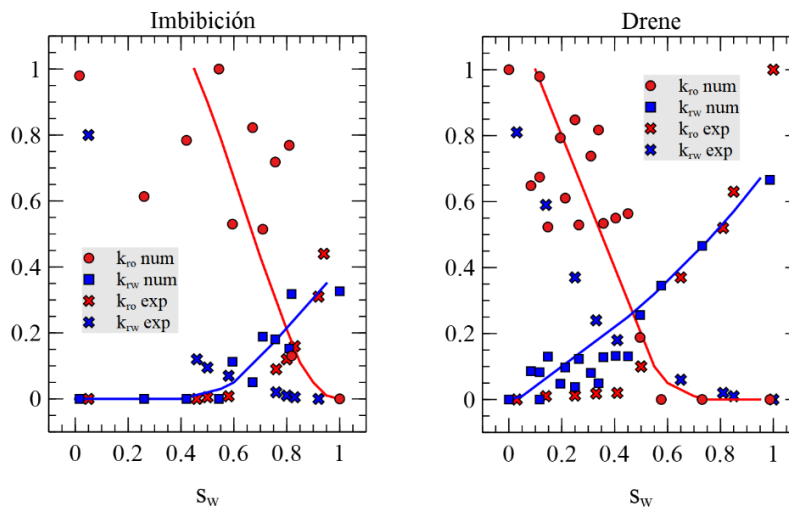 Imbibición
1
0.8
0.6
0.4
0.2
0
k_ro num
k_rw num
k_ro exp
k_rw exp
0 0.2 0.4 0.6 0.8 1
s_w
Drene
1
0.8
0.6
0.4
0.2
0
k_ro num
k_rw num
k_ro exp
k_rw exp
0 0.2 0.4 0.6 0.8 1
s_w